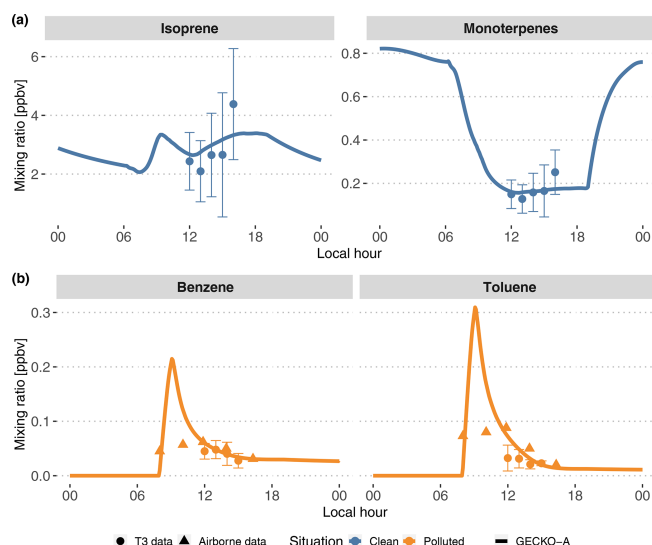 (a)
Isoprene
Monoterpenes
Mixing ratio [ppbv]
6
4
2
0.8
0.6
0.4
0.2
00 06 12 18 00
00 06 12 18 00
Local hour
(b)
Benzene
Toluene
Mixing ratio [ppbv]
0.3
0.2
0.1
0.0
00 06 12 18 00
00 06 12 18 00
Local hour
T3 data Airborne data Situation Clean Polluted GECKO−A